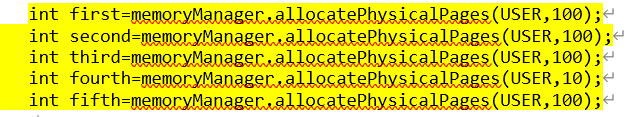 int first=memoryManager.allocatePhysicalPages(USER,100);
int second=memoryManager.allocatePhysicalPages(USER,100);
int third=memoryManager.allocatePhysicalPages(USER,100);
int fourth=memoryManager.allocatePhysicalPages(USER,10);
int fifth=memoryManager.allocatePhysicalPages(USER,100);